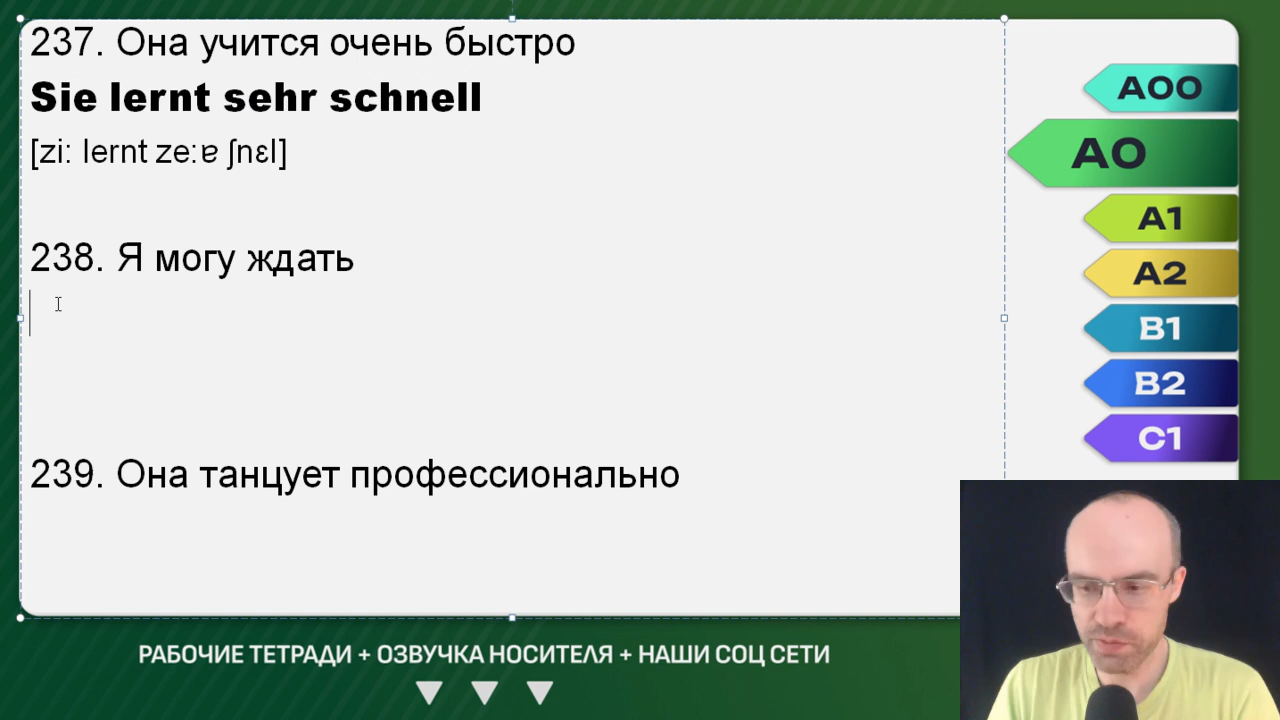 237. Она учится очень быстро
Sie lernt sehr schnell
[zi: lernt ze:ɐ ʃnɛl]
238. Я могу ждать
239. Она танцует профессионально
A00
A0
A1
A2
B1
B2
C1
РАБОЧИЕ ТЕТРАДИ + ОЗВУЧКА НОСИТЕЛЯ + НАШИ СОЦ СЕТИ